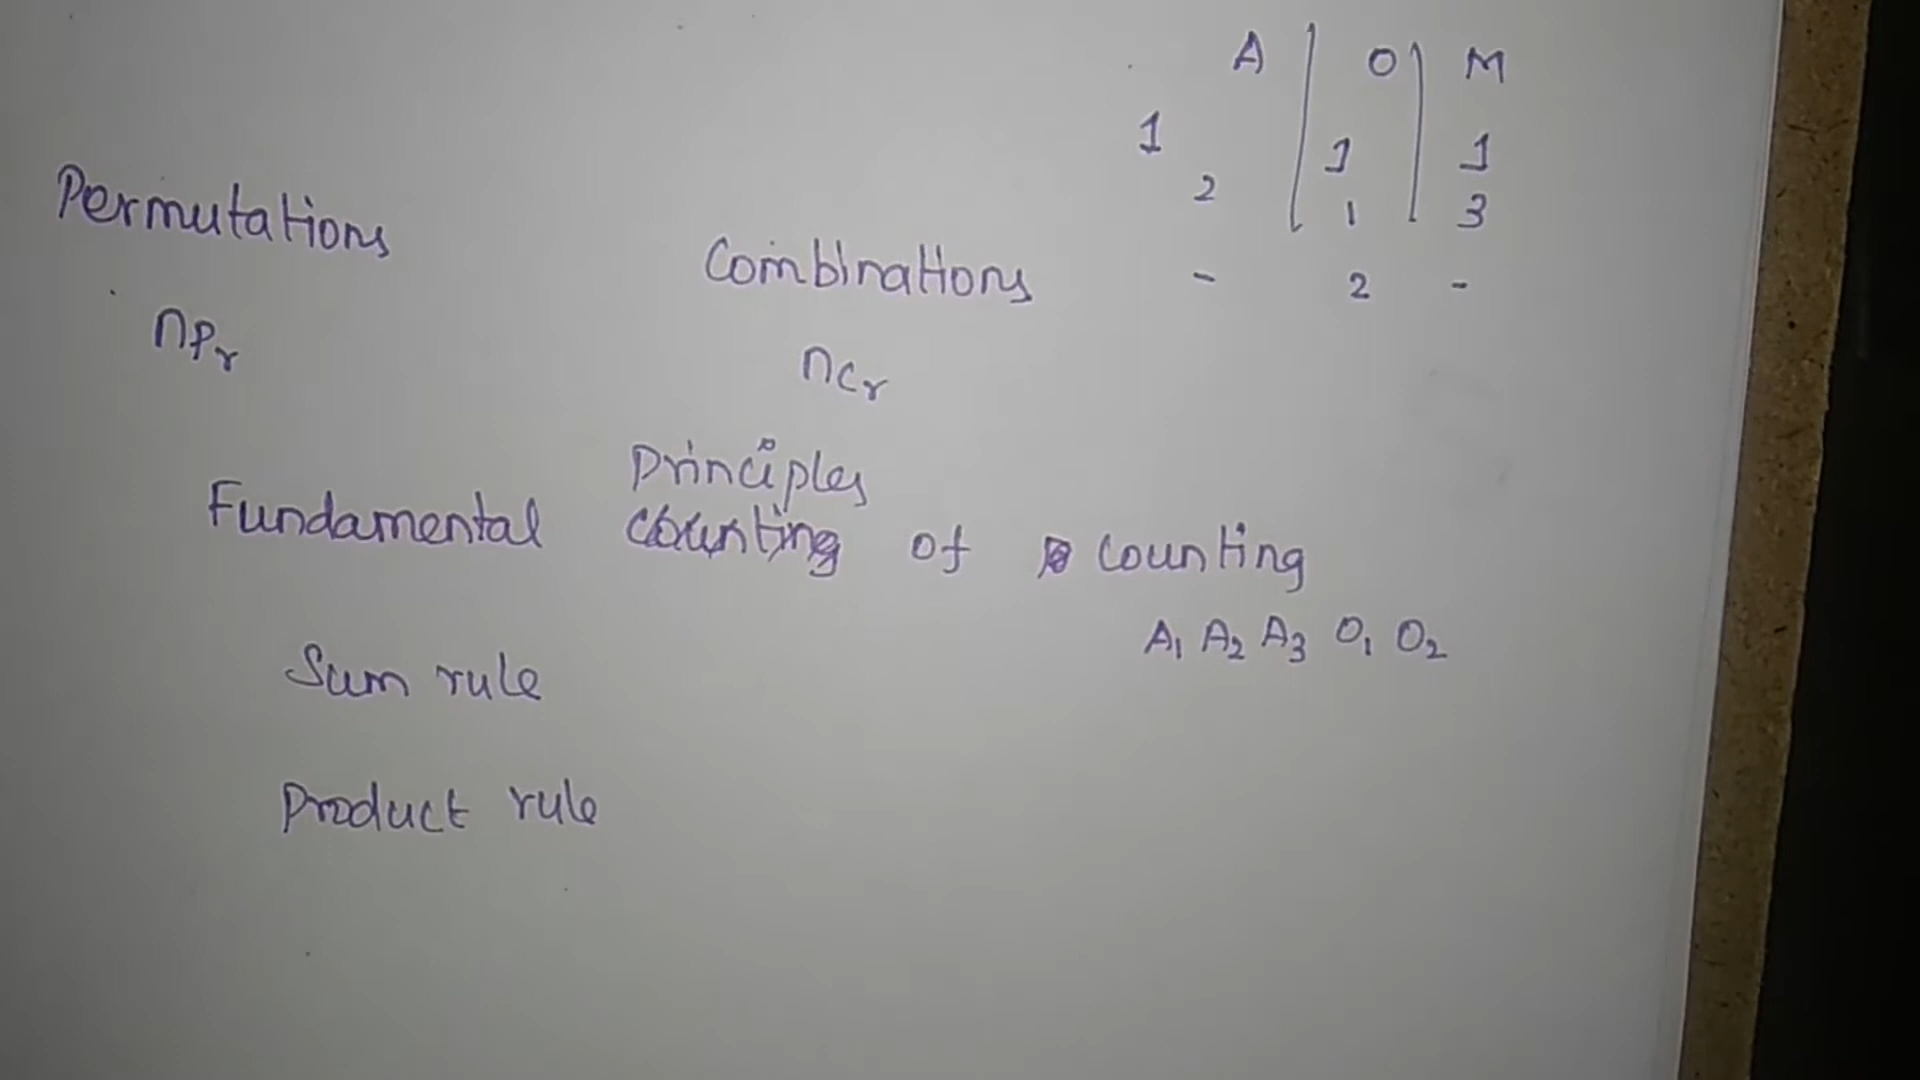 A | O | M
1 1 1
2 1 3
- 2 -
Permutations
Combinations
nPr
nCr
Principles
Fundamental counting of counting
A1 A2 A3 O1 O2
Sum rule
Product rule